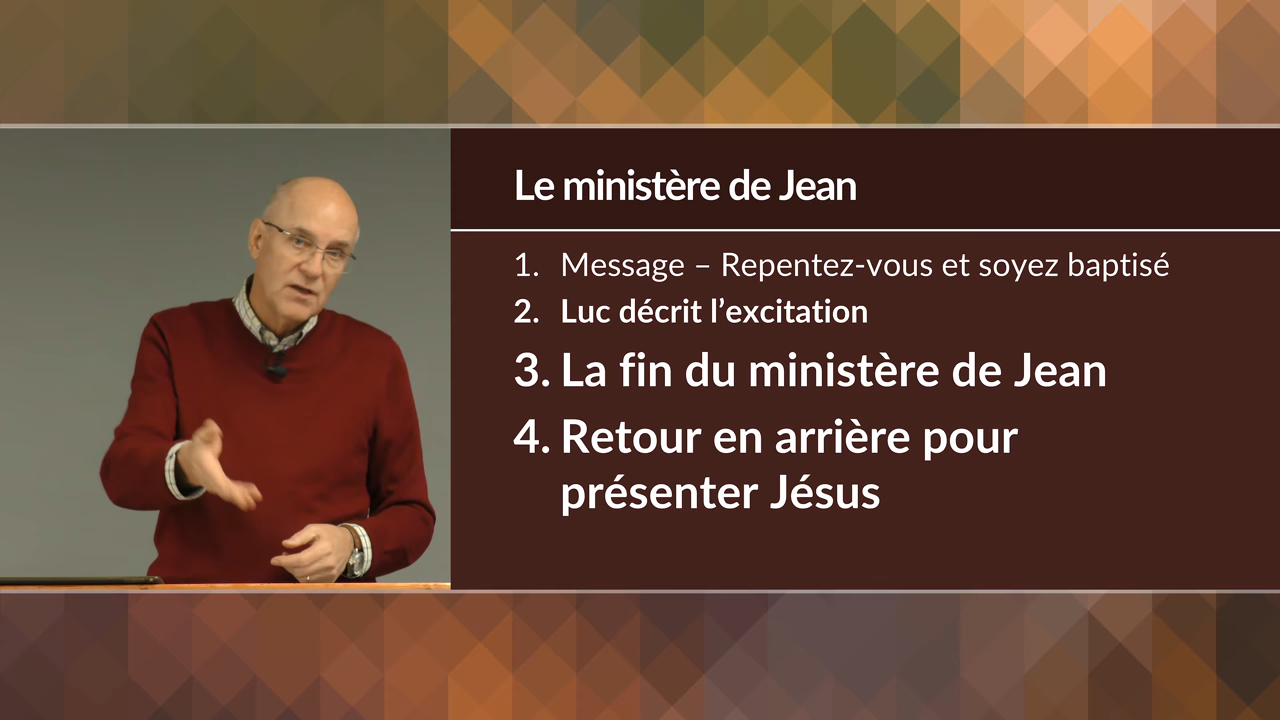 Le ministère de Jean
1. Message – Repentez-vous et soyez baptisé
2. Luc décrit l’excitation
3. La fin du ministère de Jean
4. Retour en arrière pour
présenter Jésus